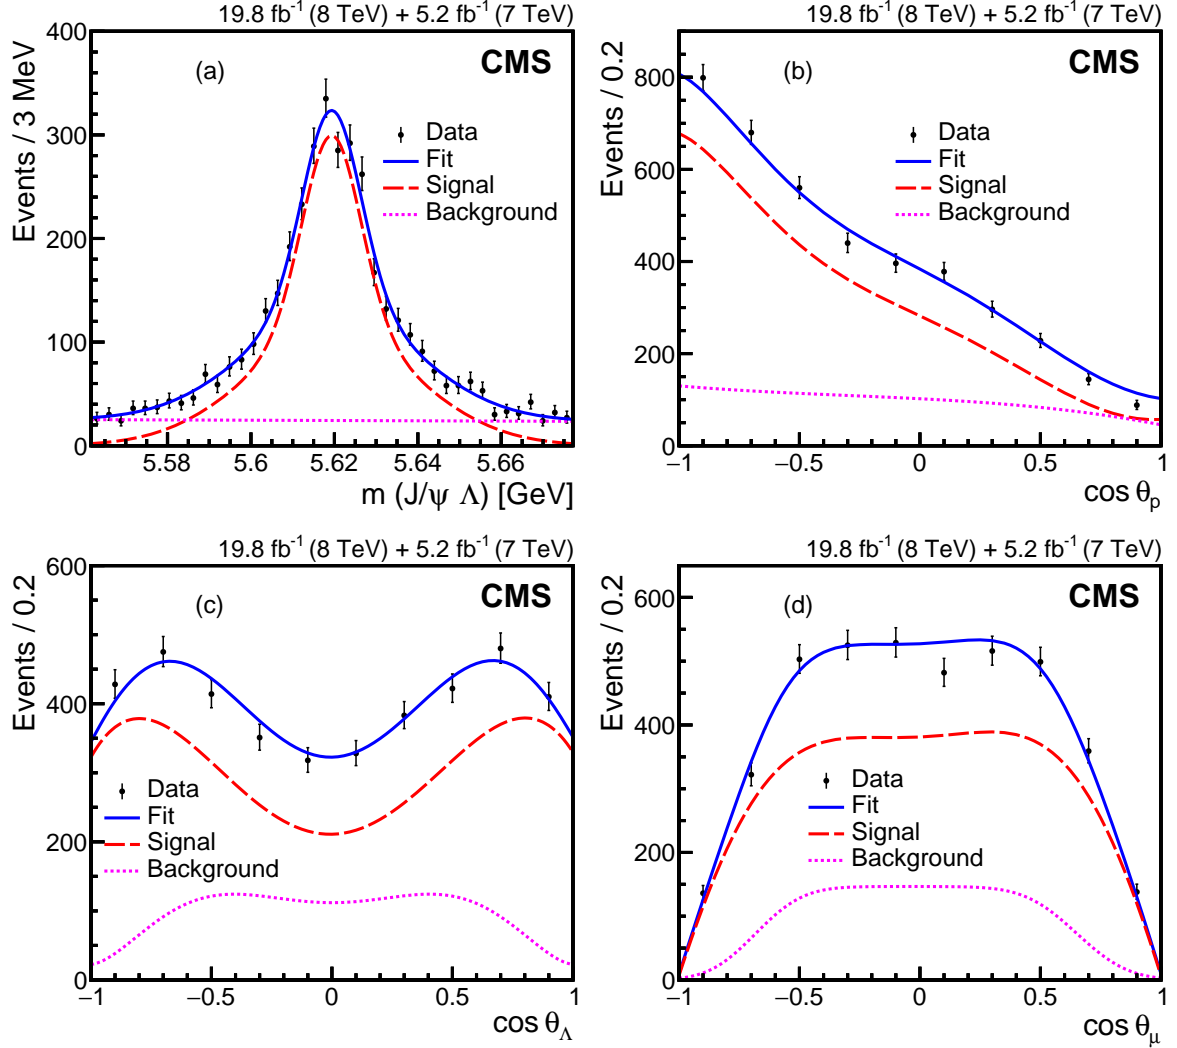 19.8 fb⁻¹ (8 TeV) + 5.2 fb⁻¹ (7 TeV)
(a)
CMS
Events / 3 MeV
400
300
200
100
0
Data
Fit
Signal
Background
5.58 5.6 5.62 5.64 5.66
m (J/ψ Λ) [GeV]
19.8 fb⁻¹ (8 TeV) + 5.2 fb⁻¹ (7 TeV)
(b)
CMS
Events / 0.2
800
600
400
200
0
Data
Fit
Signal
Background
−1 −0.5 0 0.5 1
cos θp
19.8 fb⁻¹ (8 TeV) + 5.2 fb⁻¹ (7 TeV)
(c)
CMS
Events / 0.2
600
400
200
0
Data
Fit
Signal
Background
−1 −0.5 0 0.5 1
cos θΛ
19.8 fb⁻¹ (8 TeV) + 5.2 fb⁻¹ (7 TeV)
(d)
CMS
Events / 0.2
600
400
200
0
Data
Fit
Signal
Background
−1 −0.5 0 0.5 1
cos θμ